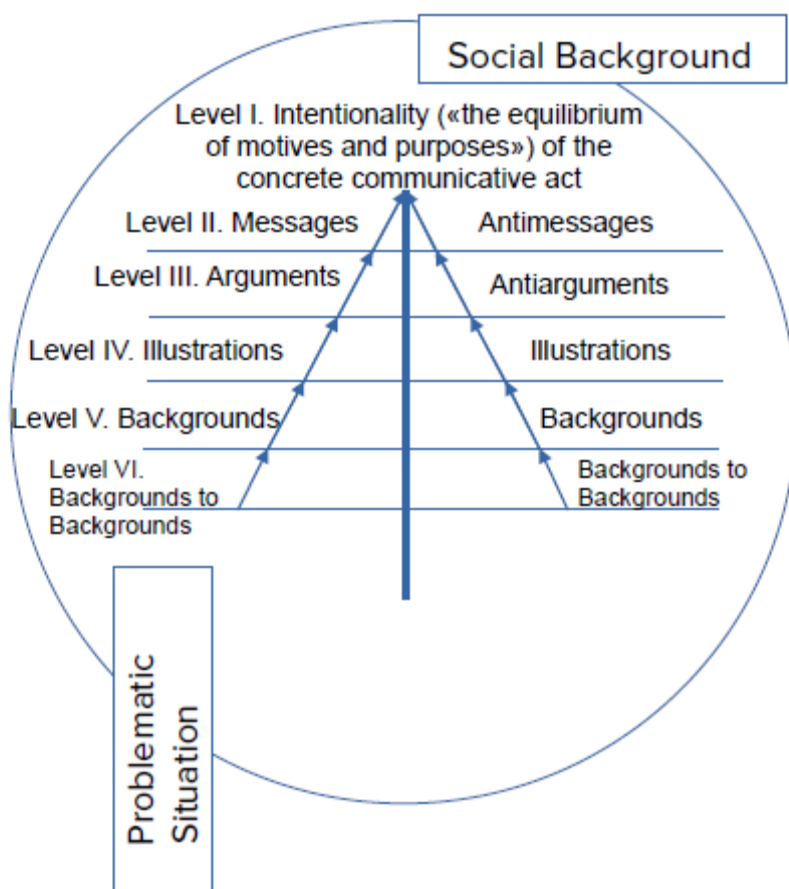 Social Background
Level I. Intentionality («the equilibrium
of motives and purposes») of the
concrete communicative act
Level II. Messages
Antimessages
Level III. Arguments
Antiarguments
Level IV. Illustrations
Illustrations
Level V. Backgrounds
Backgrounds
Level VI.
Backgrounds to
Backgrounds
Backgrounds to
Backgrounds
Problematic
Situation